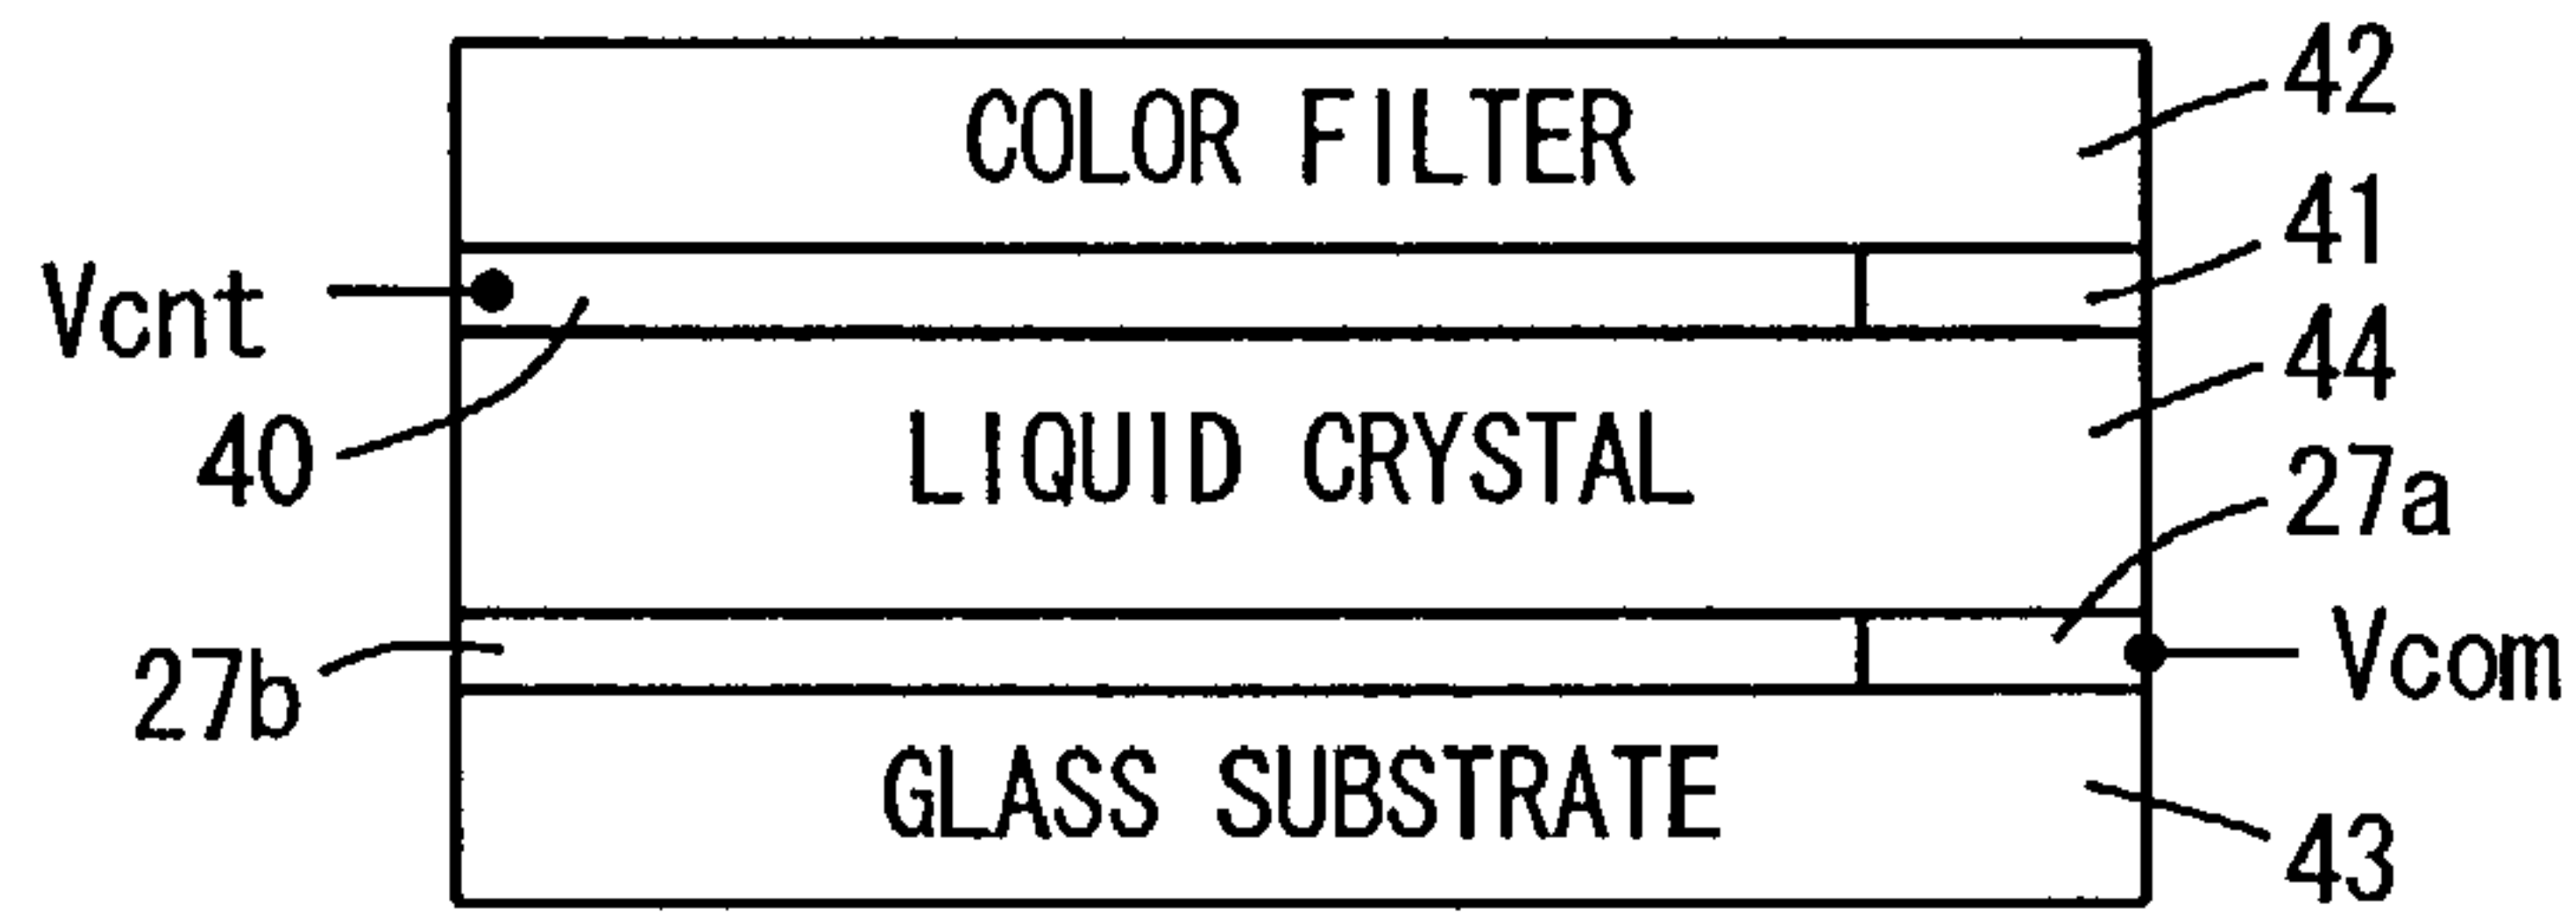 COLOR FILTER
42
41
Vcnt
44
40
LIQUID CRYSTAL
27a
27b
Vcom
GLASS SUBSTRATE
43